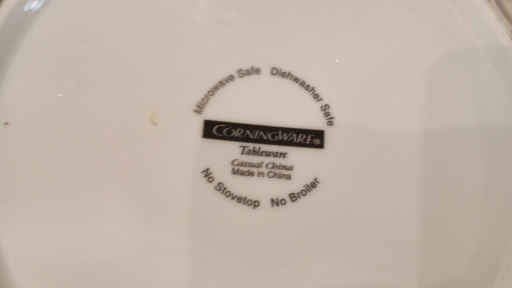 Microwave Safe Dishwasher Safe
CORNINGWARE®
Tableware
Casual China
Made in China
No Stovetop No Broiler